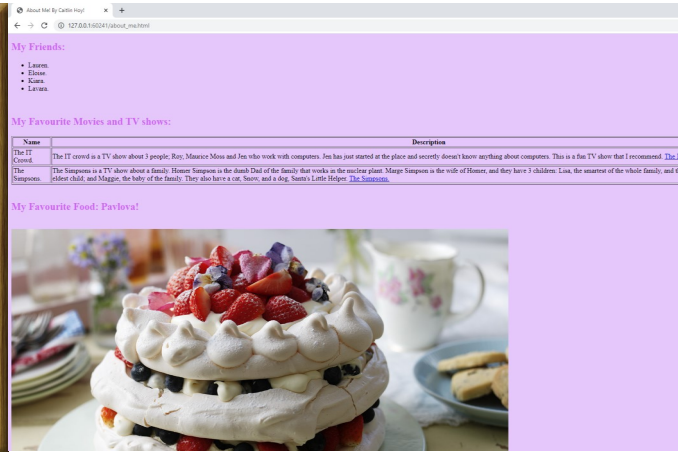 About Me! By Caitlin Hoyl
127.0.0.1:60241/about_me.html
My Friends:
Lauren.
Eloise.
Kiara.
Lavara.
My Favourite Movies and TV shows:
Name Description
The IT Crowd. The IT crowd is a TV show about 3 people; Roy, Maurice Moss and Jen who work with computers. Jen has just started at the place and secretly doesn't know anything about computers. This is a fun TV show that I recommend. The
The Simpsons. The Simpsons is a TV show about a family. Homer Simpson is the dumb Dad of the family that works in the nuclear plant. Marge Simpson is the wife of Homer, and they have 3 children: Lisa, the smartest of the whole family, and
eldest child; and Maggie, the baby of the family. They also have a cat, Snow, and a dog, Santa's Little Helper. The Simpsons.
My Favourite Food: Pavlova!